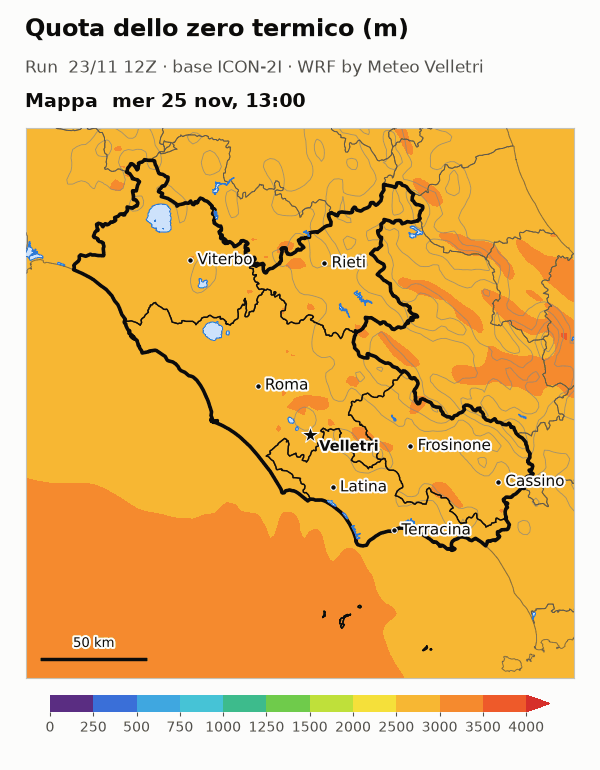 Quota dello zero termico (m)
Run  23/11 12Z · base ICON-2I · WRF by Meteo Velletri
Mappa  mer 25 nov, 13:00
Viterbo
Rieti
Roma
Velletri
Frosinone
Cassino
Latina
Terracina
50 km
0 250 500 750 1000 1250 1500 2000 2500 3000 3500 4000